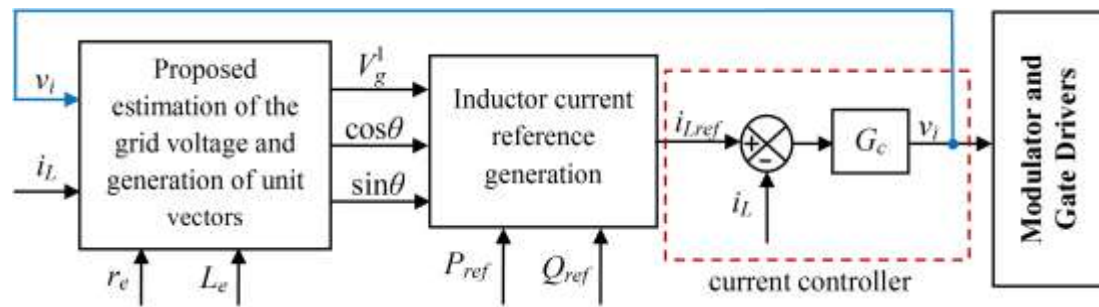 v_i
i_L
Proposed
estimation of the
grid voltage and
generation of unit
vectors
r_e
L_e
V_g^1
cosθ
sinθ
Inductor current
reference
generation
P_ref
Q_ref
i_Lref
+
-
i_L
G_c
v_i
current controller
Modulator and
Gate Drivers